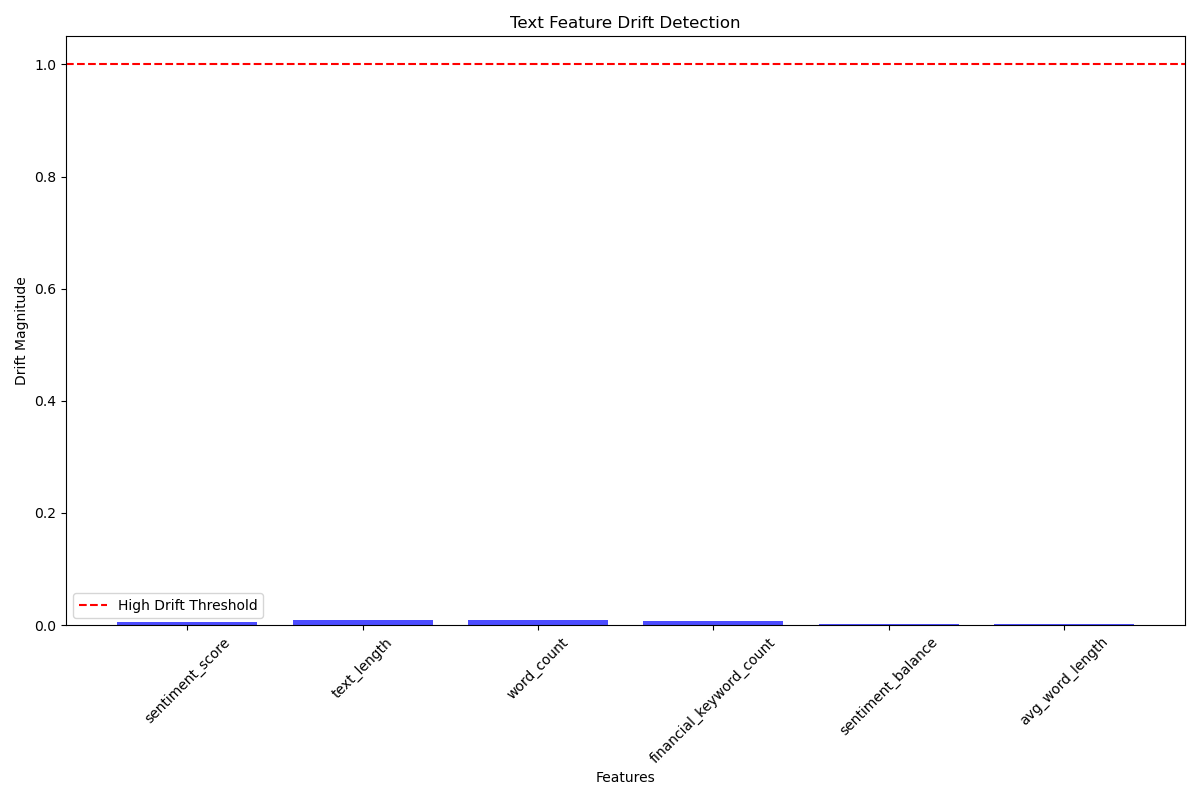 Text Feature Drift Detection
1.0
0.8
0.6
0.4
0.2
0.0
Drift Magnitude
High Drift Threshold
sentiment_score
text_length
word_count
financial_keyword_count
sentiment_balance
avg_word_length
Features